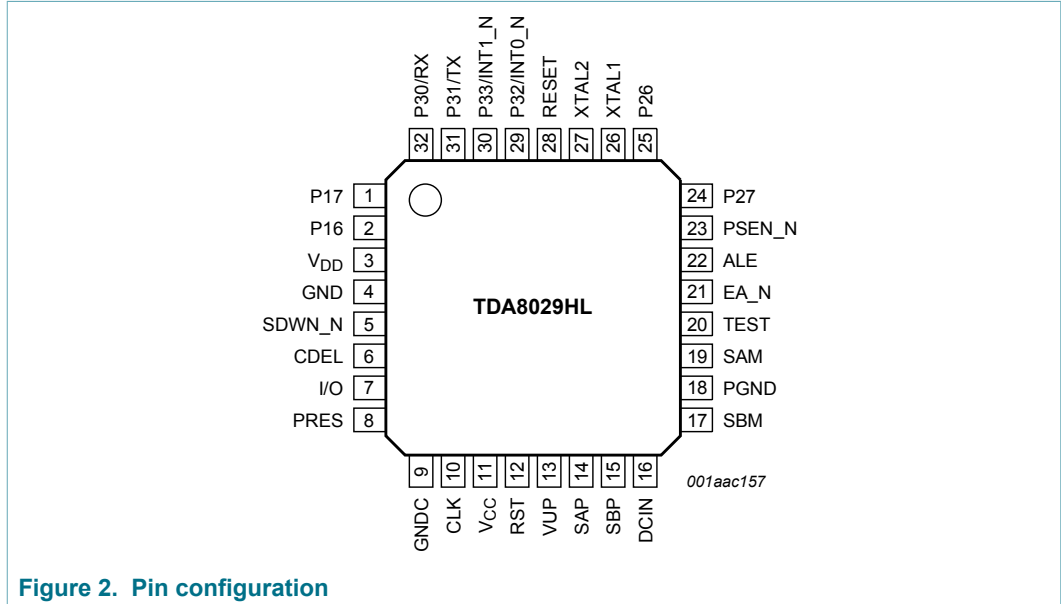 P30/RX
P31/TX
P33/INT1_N
P32/INT0_N
RESET
XTAL2
XTAL1
P26
32
31
30
29
28
27
26
25
P17 1
P16 2
VDD 3
GND 4
SDWN_N 5
CDEL 6
I/O 7
PRES 8
TDA8029HL
24 P27
23 PSEN_N
22 ALE
21 EA_N
20 TEST
19 SAM
18 PGND
17 SBM
9
10
11
12
13
14
15
16
GNDC
CLK
VCC
RST
VUP
SAP
SBP
DCIN
001aac157
Figure 2. Pin configuration